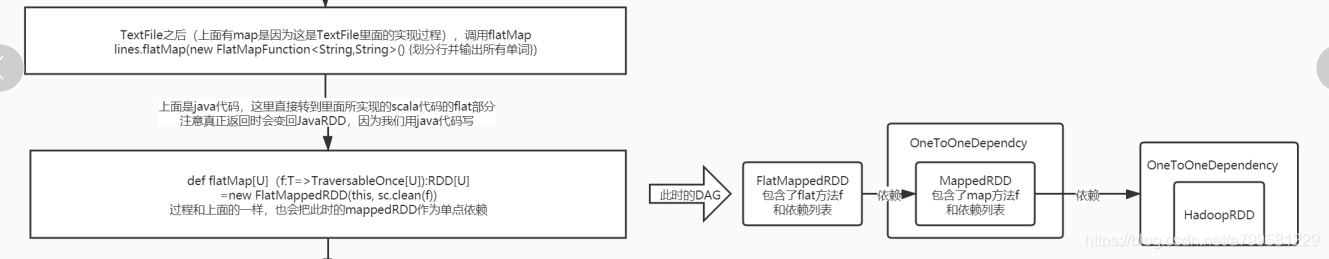 TextFile之后（上面有map是因为这是TextFile里面的实现过程），调用flatMap
lines.flatMap(new FlatMapFunction<String,String>() {划分行并输出所有单词})
上面是java代码，这里直接转到里面所实现的scala代码的flat部分
注意真正返回时会变回JavaRDD，因为我们用java代码写
def flatMap[U]（f:T=>TraversableOnce[U]):RDD[U]
=new FlatMappedRDD(this, sc.clean(f))
过程和上面的一样，也会把此时的mappedRDD作为单点依赖
此时的DAG
FlatMappedRDD
包含了flat方法f
和依赖列表
依赖
OneToOneDependcy
MappedRDD
包含了map方法f
和依赖列表
依赖
OneToOneDependency
HadoopRDD
https://blog.csdn.net/a799581229